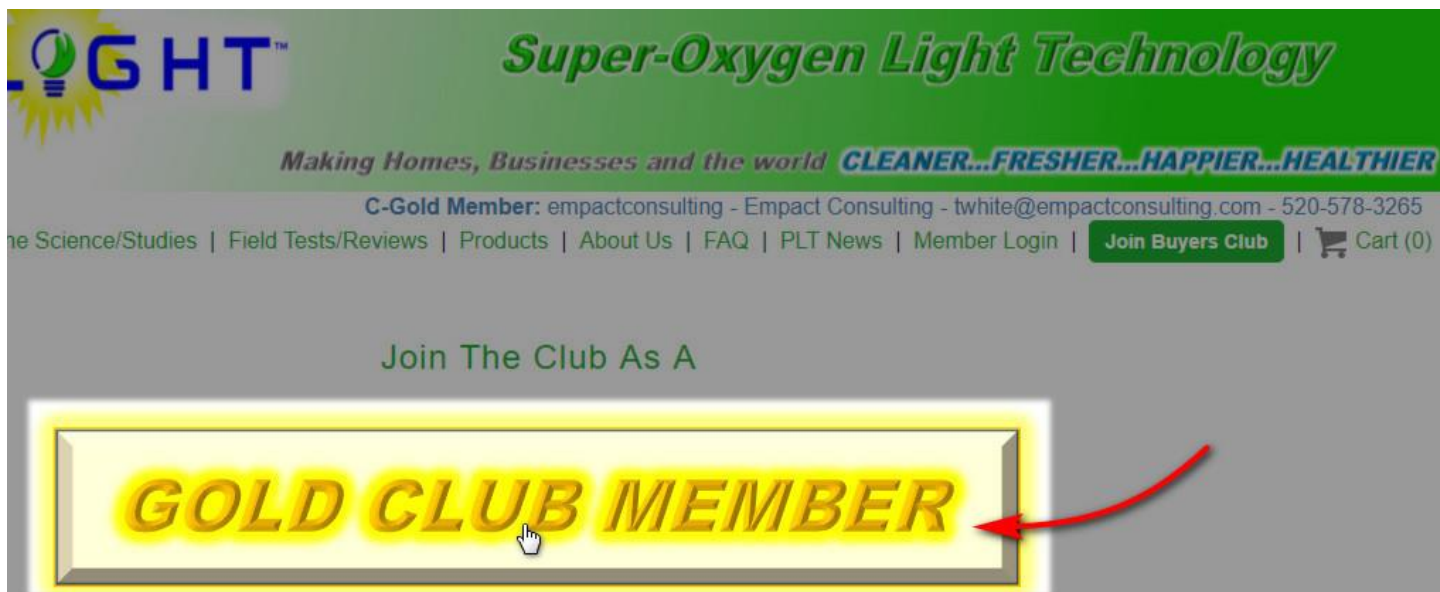 LIGHT™
Super-Oxygen Light Technology
Making Homes, Businesses and the world CLEANER...FRESHER...HAPPIER...HEALTHIER
C-Gold Member: empactconsulting - Empact Consulting - twhite@empactconsulting.com - 520-578-3265
he Science/Studies | Field Tests/Reviews | Products | About Us | FAQ | PLT News | Member Login | Join Buyers Club | Cart (0)
Join The Club As A
GOLD CLUB MEMBER